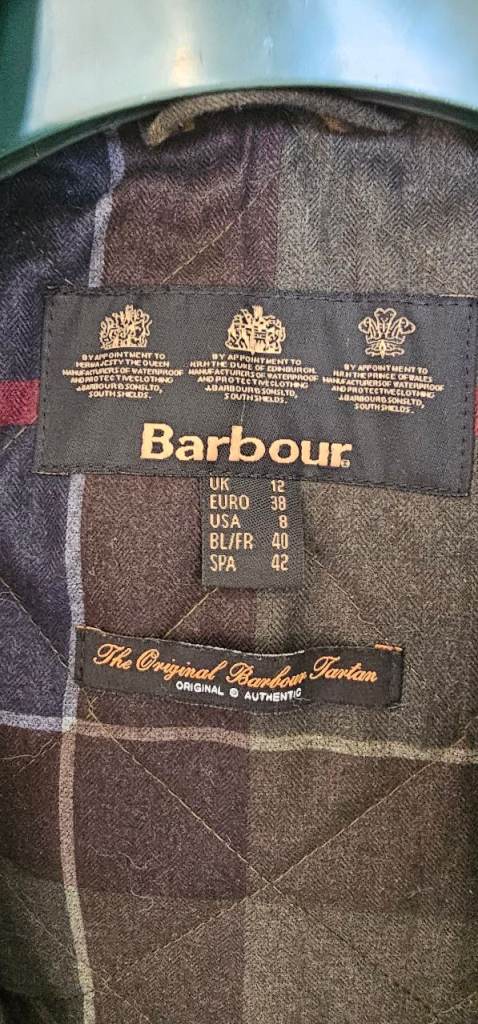 BY APPOINTMENT TO
HER MAJESTY THE QUEEN
MANUFACTURERS OF WATERPROOF
AND PROTECTIVE CLOTHING
J.BARBOUR & SONS LTD,
SOUTH SHIELDS.
BY APPOINTMENT TO
H.R.H THE DUKE OF EDINBURGH,
MANUFACTURERS OF WATERPROOF
AND PROTECTIVE CLOTHING
J.BARBOUR & SONS LTD,
SOUTH SHIELDS.
BY APPOINTMENT TO
H.R.H THE PRINCE OF WALES
MANUFACTURERS OF WATERPROOF
AND PROTECTIVE CLOTHING
J.BARBOUR & SONS LTD,
SOUTH SHIELDS.
Barbour®
UK 12
EURO 38
USA 8
BL/FR 40
SPA 42
The Original Barbour Tartan
ORIGINAL & AUTHENTIC